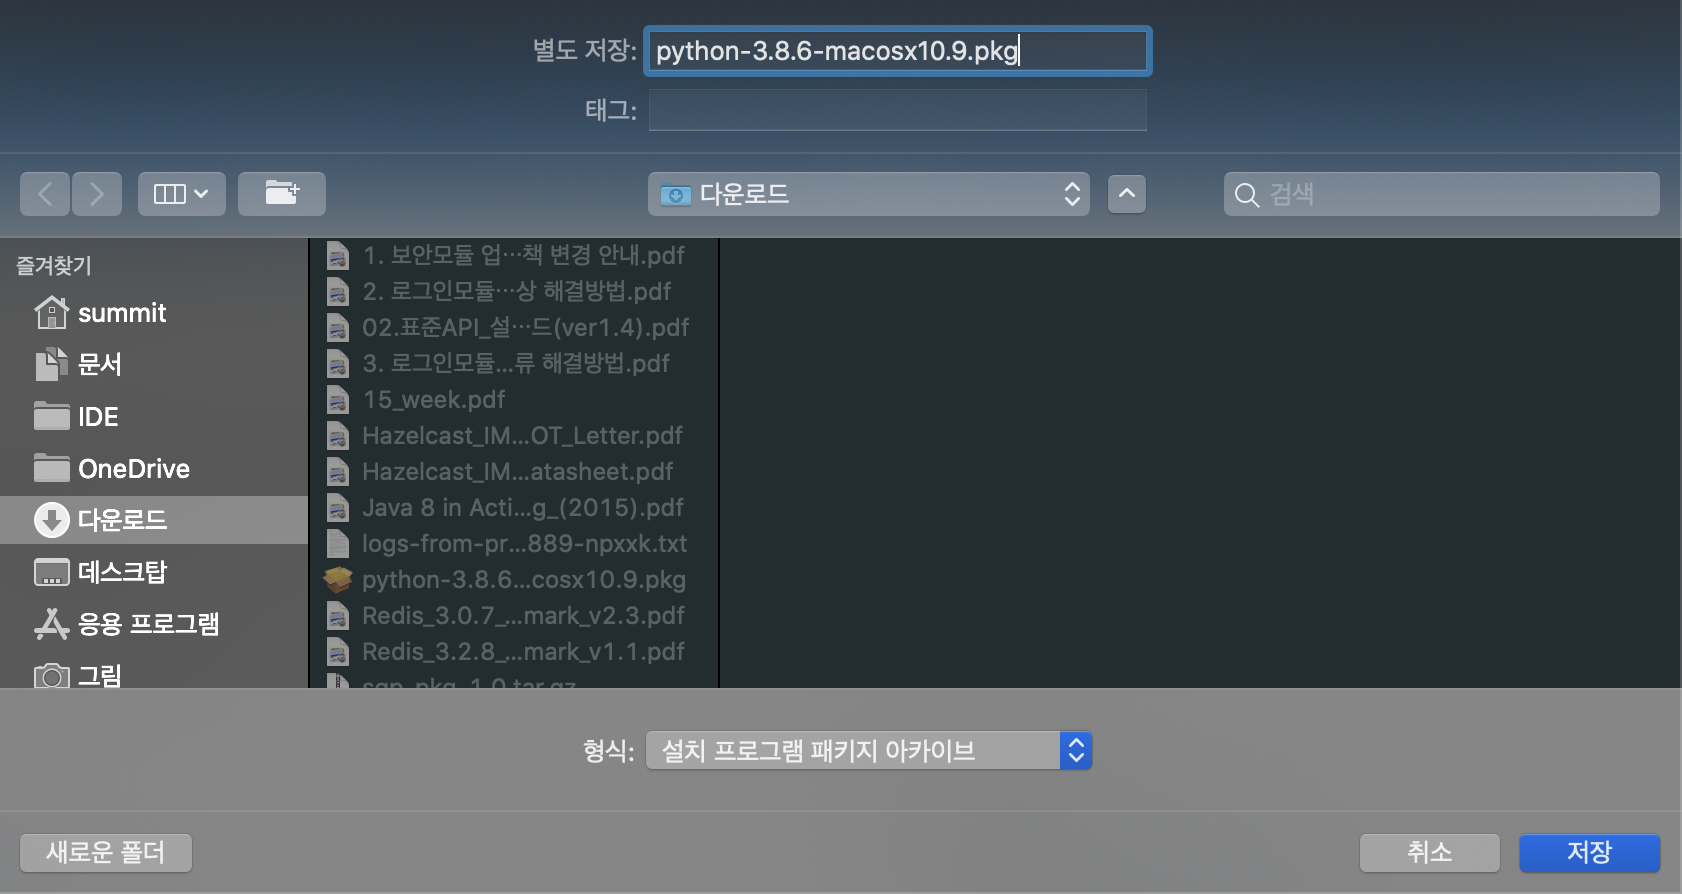 별도 저장: python-3.8.6-macosx10.9.pkg
태그:
다운로드
검색
즐겨찾기
summit
문서
IDE
OneDrive
다운로드
데스크탑
응용 프로그램
그림
1. 보안모듈 업…책 변경 안내.pdf
2. 로그인모듈…상 해결방법.pdf
02.표준API_설…드(ver1.4).pdf
3. 로그인모듈...류 해결방법.pdf
15_week.pdf
Hazelcast_IM...OT_Letter.pdf
Hazelcast_IM...atasheet.pdf
Java 8 in Acti...g_(2015).pdf
logs-from-pr...889-npxxk.txt
python-3.8.6...cosx10.9.pkg
Redis_3.0.7_...mark_v2.3.pdf
Redis_3.2.8_...mark_v1.1.pdf
sqp_pkg_1.0.tar.gz
형식: 설치 프로그램 패키지 아카이브
새로운 폴더
취소
저장